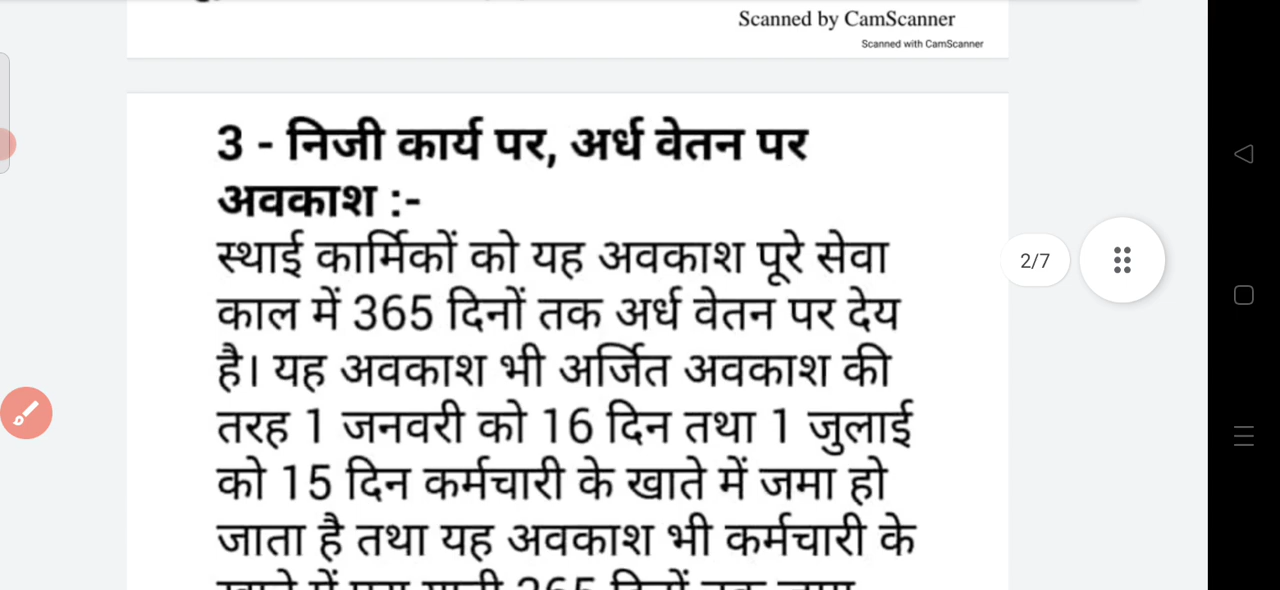 Scanned by CamScanner
Scanned with CamScanner
3 - निजी कार्य पर, अर्ध वेतन पर
अवकाश :-
स्थाई कार्मिकों को यह अवकाश पूरे सेवा
काल में 365 दिनों तक अर्ध वेतन पर देय
है। यह अवकाश भी अर्जित अवकाश की
तरह 1 जनवरी को 16 दिन तथा 1 जुलाई
को 15 दिन कर्मचारी के खाते में जमा हो
जाता है तथा यह अवकाश भी कर्मचारी के
2/7